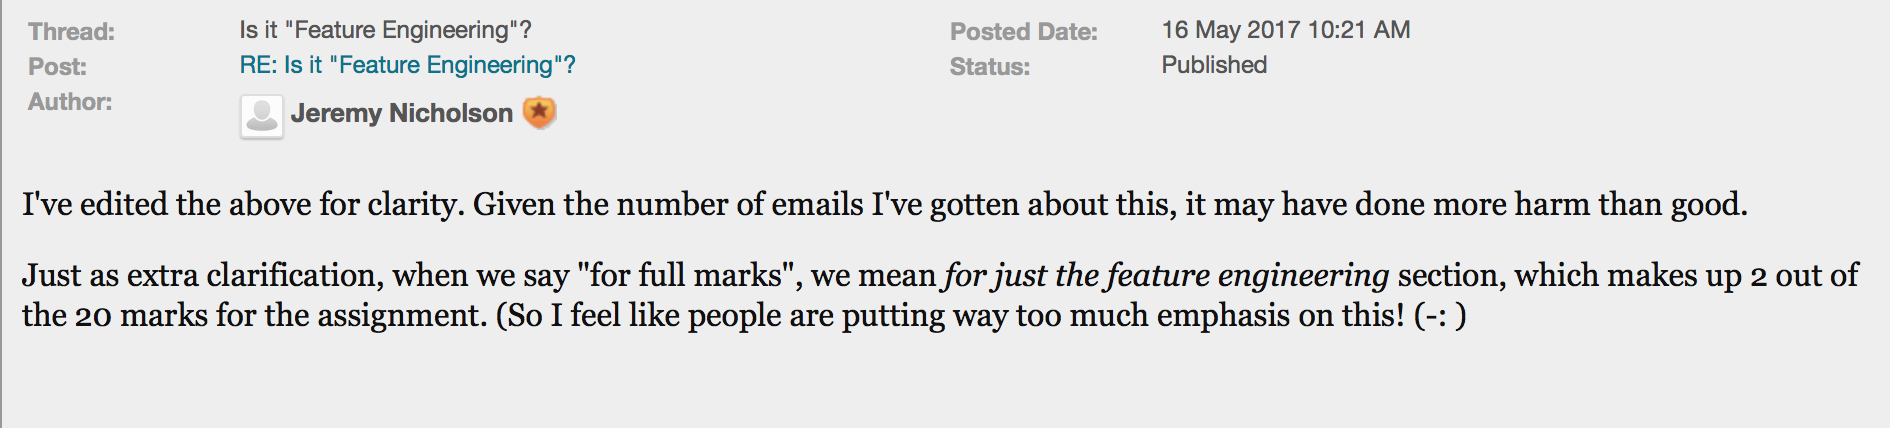 Thread: Is it "Feature Engineering"? Posted Date: 16 May 2017 10:21 AM
Post: RE: Is it "Feature Engineering"? Status: Published
Author: Jeremy Nicholson
I've edited the above for clarity. Given the number of emails I've gotten about this, it may have done more harm than good.
Just as extra clarification, when we say "for full marks", we mean for just the feature engineering section, which makes up 2 out of
the 20 marks for the assignment. (So I feel like people are putting way too much emphasis on this! (-: )